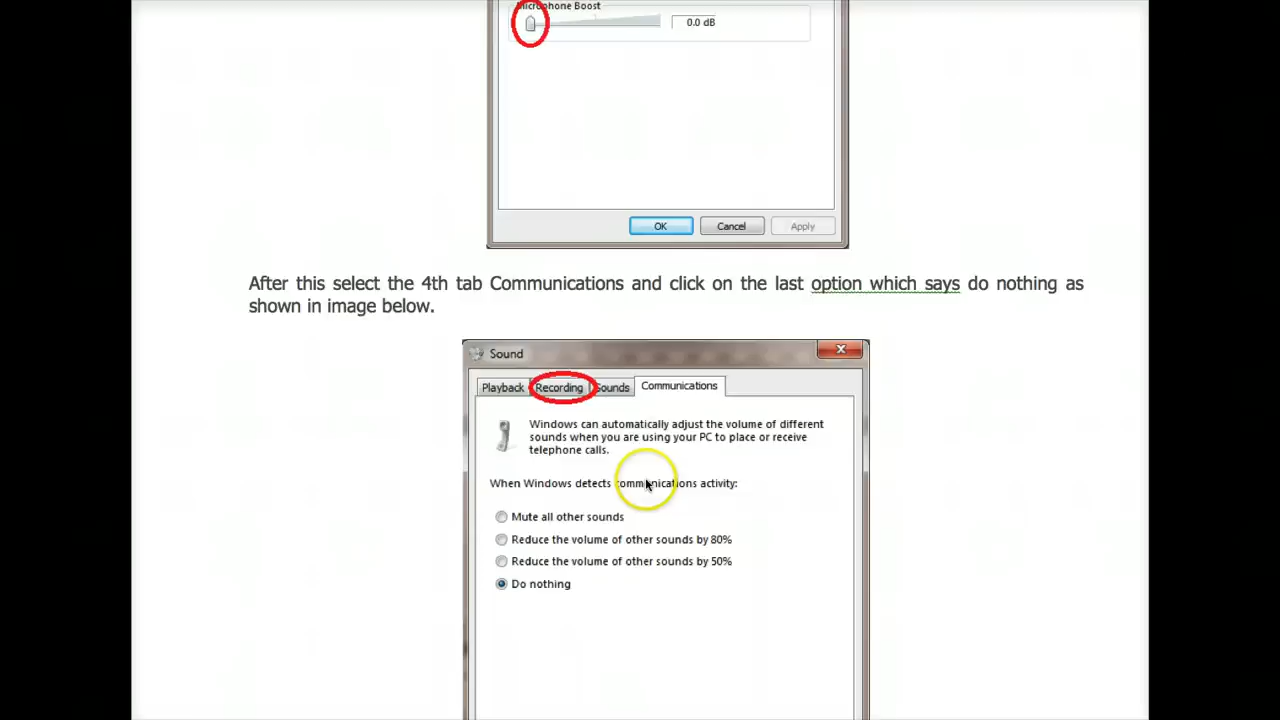 Microphone Boost
0.0 dB
OK Cancel Apply
After this select the 4th tab Communications and click on the last option which says do nothing as
shown in image below.
Sound
Playback Recording Sounds Communications
Windows can automatically adjust the volume of different
sounds when you are using your PC to place or receive
telephone calls.
When Windows detects communications activity:
Mute all other sounds
Reduce the volume of other sounds by 80%
Reduce the volume of other sounds by 50%
Do nothing